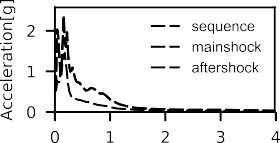 Acceleration[g]
2
1
0
sequence
mainshock
aftershock
0 1 2 3 4